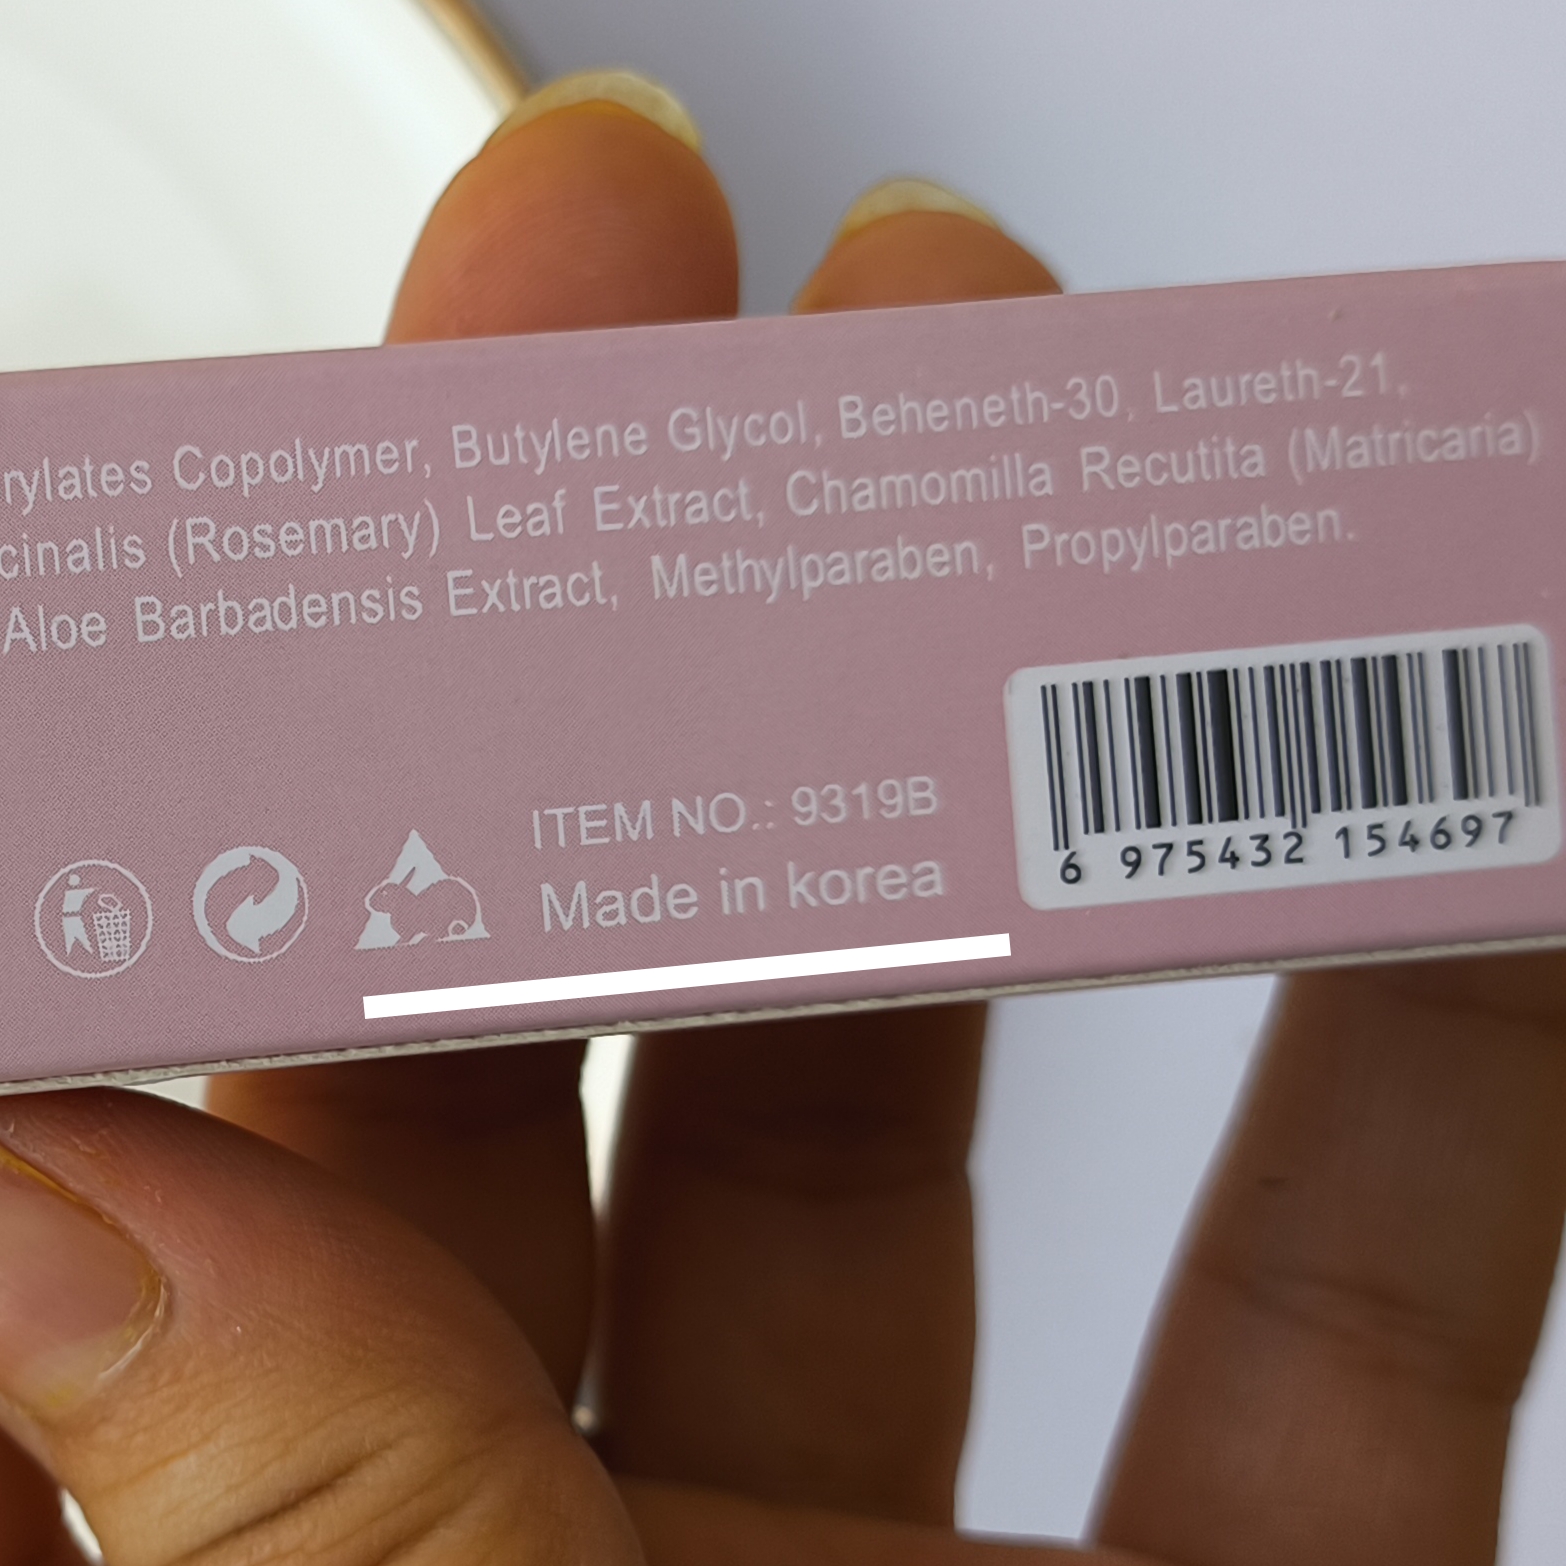 rylates Copolymer, Butylene Glycol, Beheneth-30, Laureth-21,
cinalis (Rosemary) Leaf Extract, Chamomilla Recutita (Matricaria)
Aloe Barbadensis Extract, Methylparaben, Propylparaben.
ITEM NO.: 9319B
Made in korea
6 975432 154697